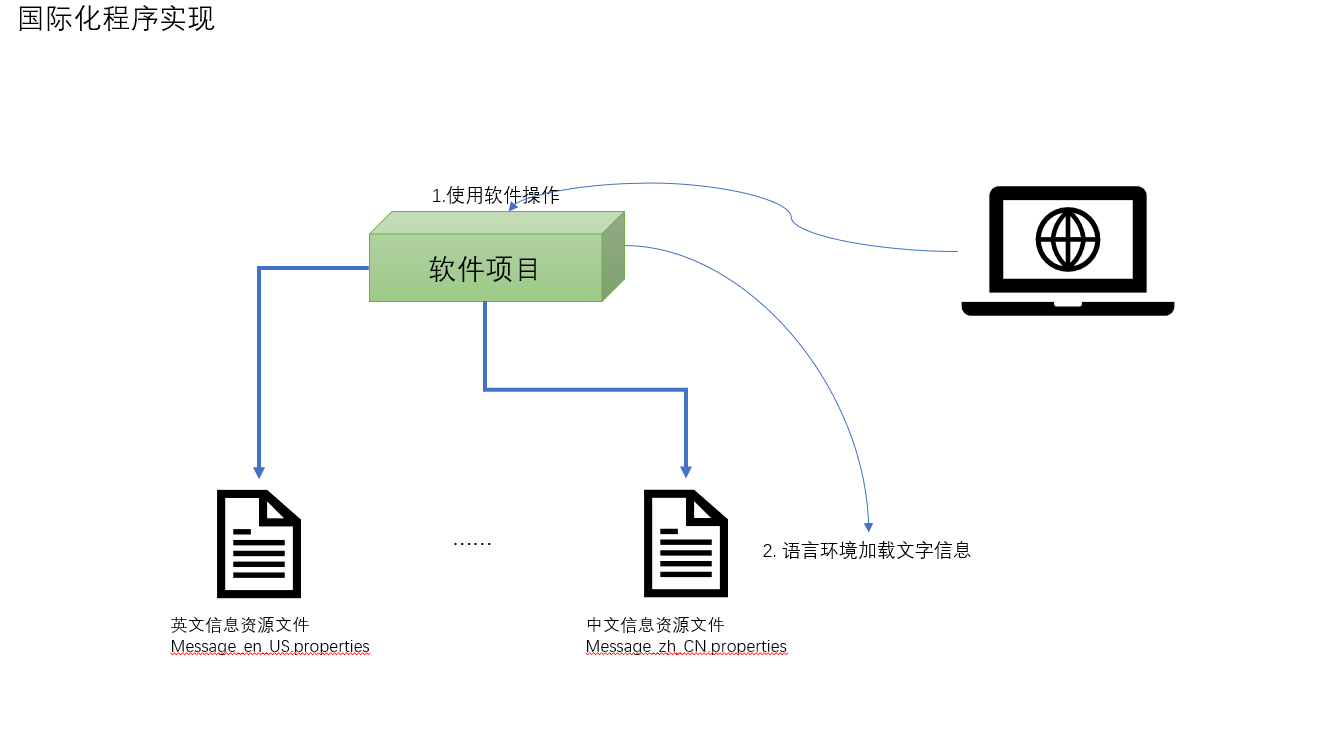 国际化程序实现
1.使用软件操作
软件项目
……
2. 语言环境加载文字信息
英文信息资源文件
Message_en_US.properties
中文信息资源文件
Message_zh_CN.properties